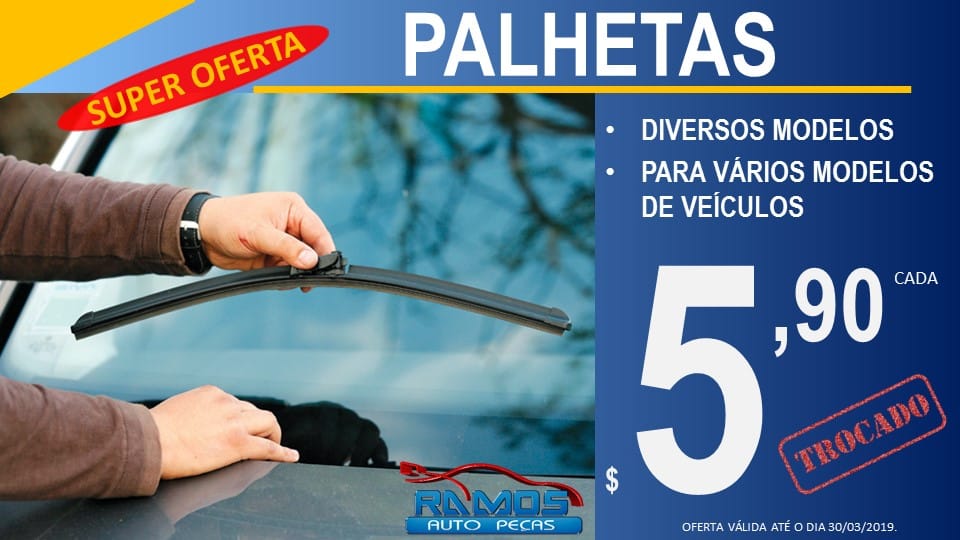 PALHETAS
SUPER OFERTA
• DIVERSOS MODELOS
• PARA VÁRIOS MODELOS
DE VEÍCULOS
$ 5,90 CADA
TROCADO
RAMOS
AUTO PEÇAS
OFERTA VÁLIDA ATÉ O DIA 30/03/2019.